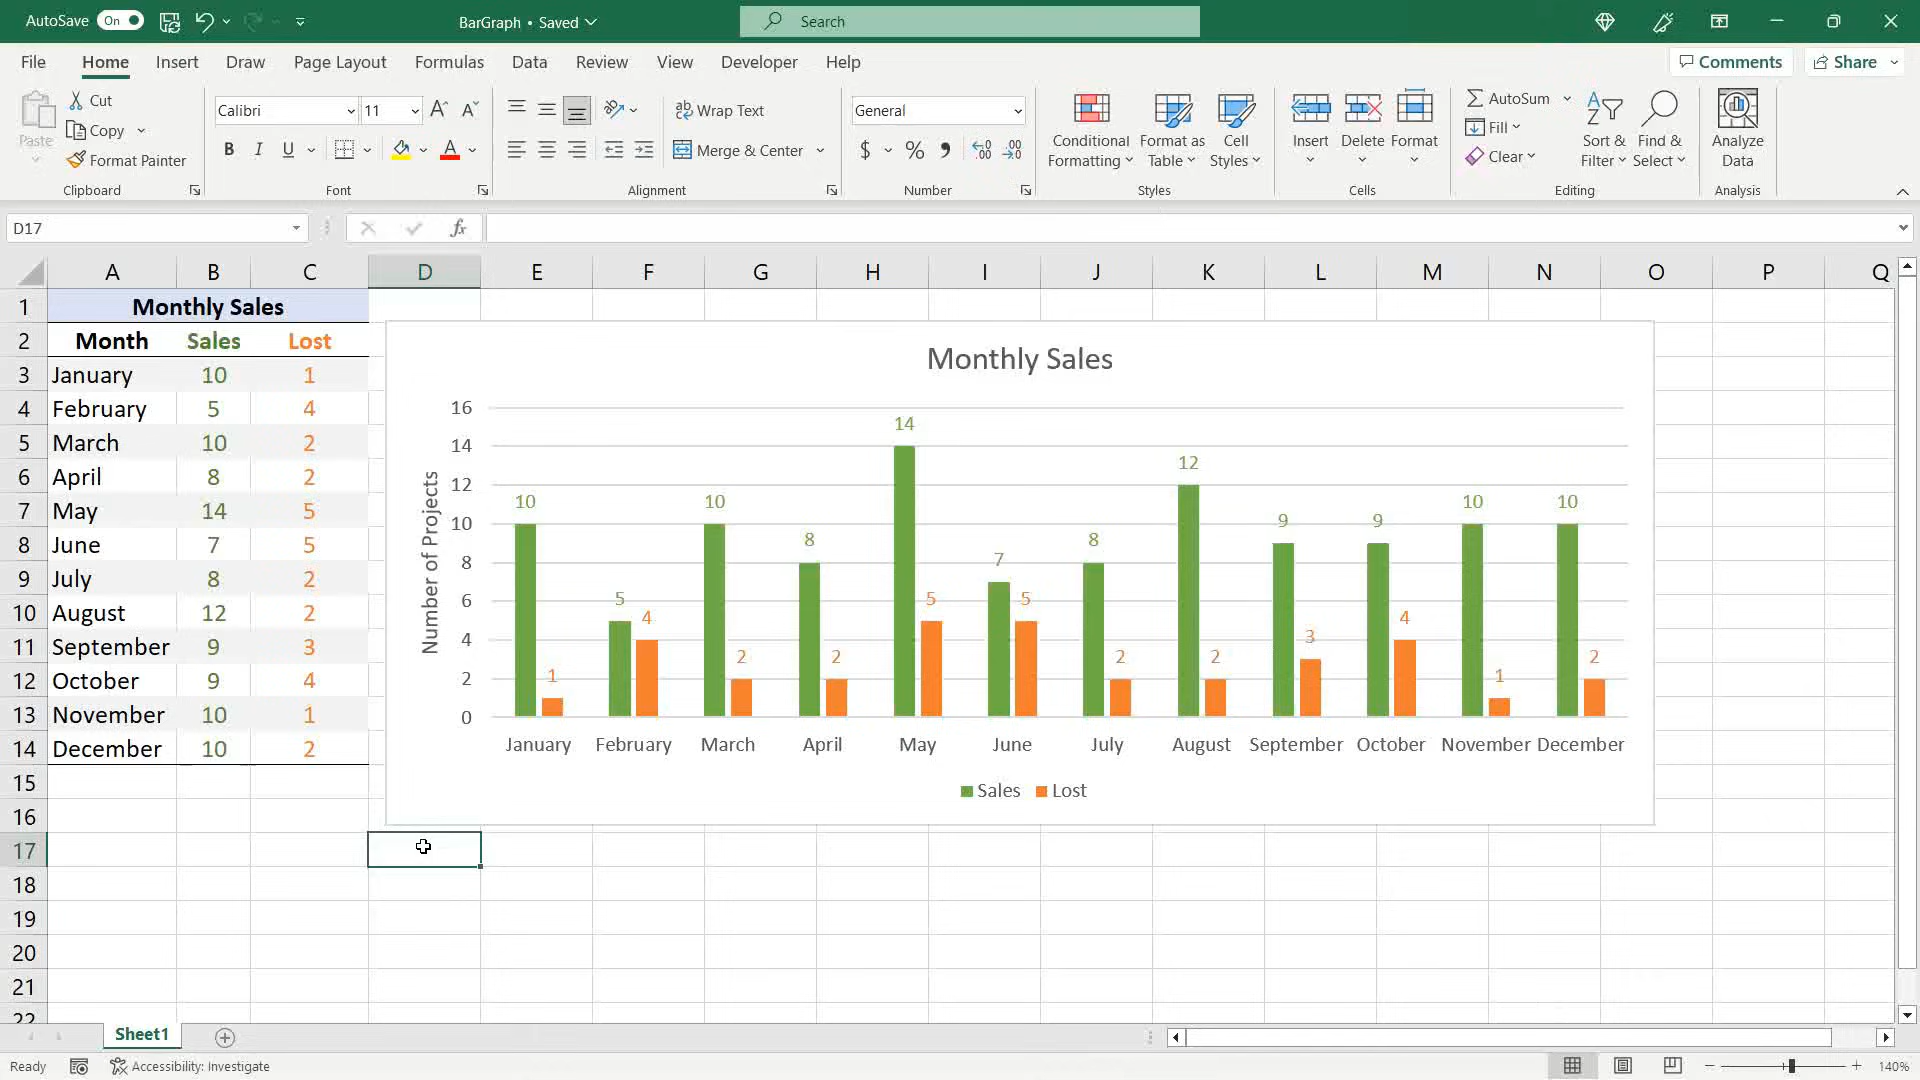 AutoSave On BarGraph • Saved Search
File Home Insert Draw Page Layout Formulas Data Review View Developer Help Comments Share
Paste Cut Copy Format Painter Clipboard
Calibri 11 B I U A Font
Wrap Text Merge & Center Alignment
General $ % Number
Conditional Formatting Format as Table Cell Styles Styles
Insert Delete Format Cells
AutoSum Fill Clear Sort & Filter Find & Select Editing
Analyze Data Analysis
D17 fx
A B C D E F G H I J K L M N O P Q
1 Monthly Sales
2 Month Sales Lost
3 January 10 1
4 February 5 4
5 March 10 2
6 April 8 2
7 May 14 5
8 June 7 5
9 July 8 2
10 August 12 2
11 September 9 3
12 October 9 4
13 November 10 1
14 December 10 2
15
16
17
18
19
20
21
22
Monthly Sales
Number of Projects
16
14
12
10
8
6
4
2
0
10 5 10 8 14 7 8 12 9 9 10 10
1 4 2 2 5 5 2 2 3 4 1 2
January February March April May June July August September October November December
Sales Lost
Sheet1
Ready Accessibility: Investigate 140%